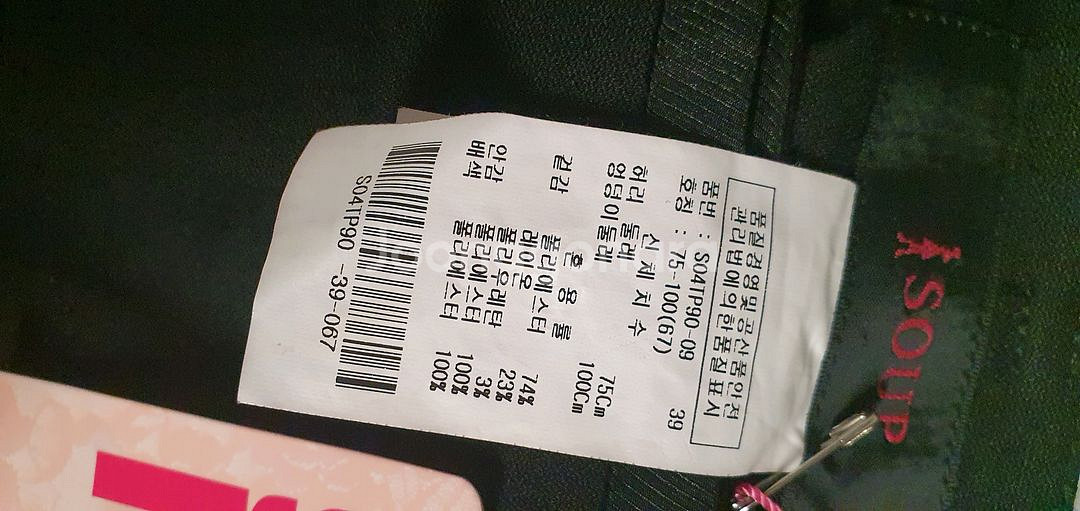 SOUP
품질경영및공산품안전
관리법에의한품질표시
품번 : S04TP90-09 39
호칭 : 75-100(67)
신체치수
허리 둘레 75Cm
엉덩이둘레 100Cm
혼용률
겉감 폴리에스터 74%
레이온 23%
폴리우레탄 3%
안감 폴리에스터 100%
배색 폴리에스터 100%
S04TP90 -39-067